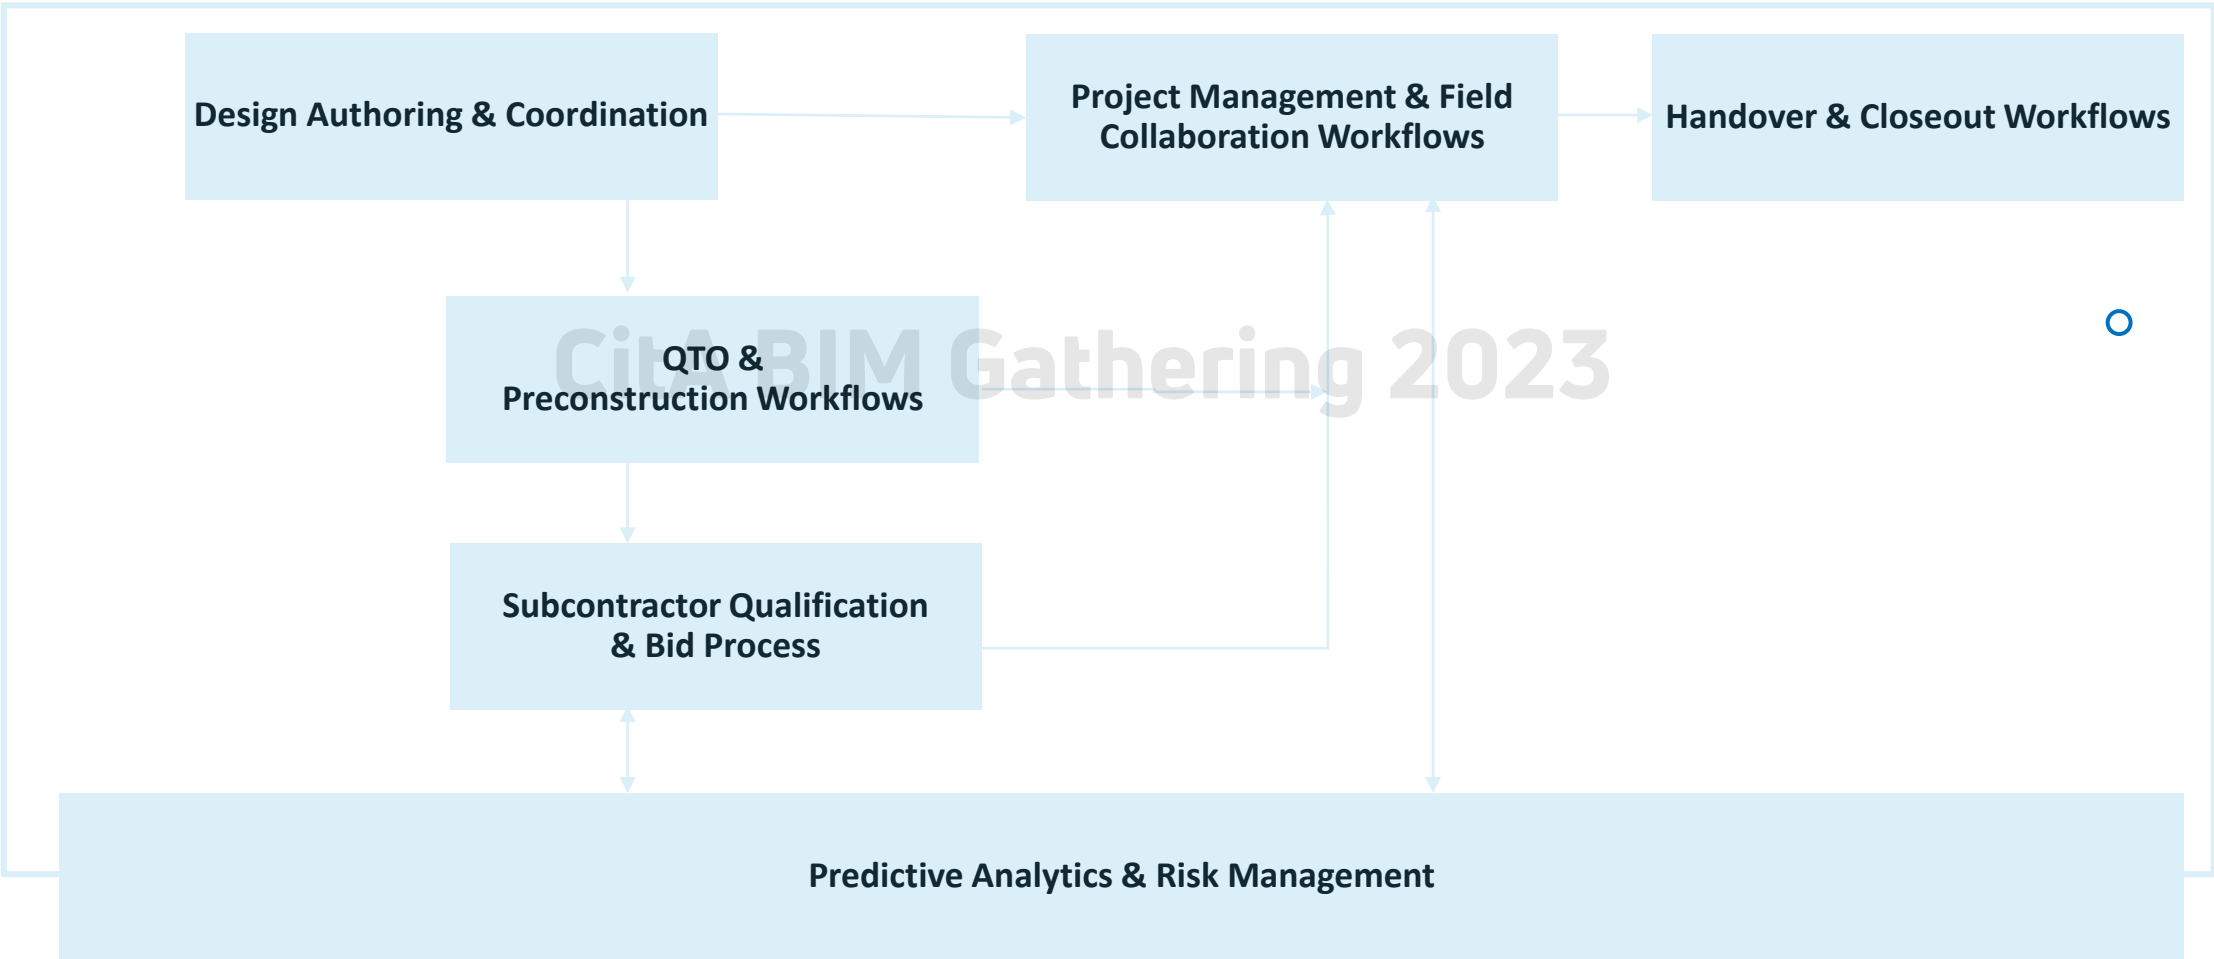 Design Authoring & Coordination
Project Management & Field
Collaboration Workflows
Handover & Closeout Workflows
CitA BIM Gathering 2023
QTO &
Preconstruction Workflows
Subcontractor Qualification
& Bid Process
Predictive Analytics & Risk Management